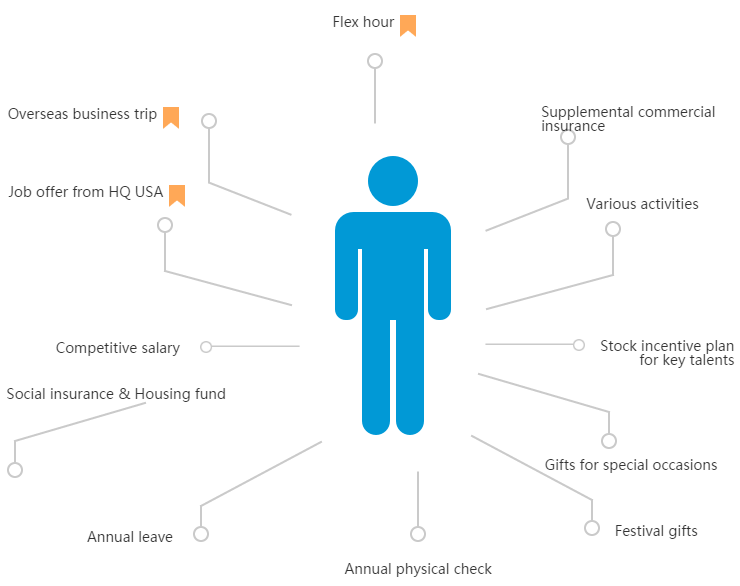 Flex hour
Overseas business trip
Supplemental commercial
insurance
Job offer from HQ USA
Various activities
Competitive salary
Stock incentive plan
for key talents
Social insurance & Housing fund
Gifts for special occasions
Annual leave
Festival gifts
Annual physical check